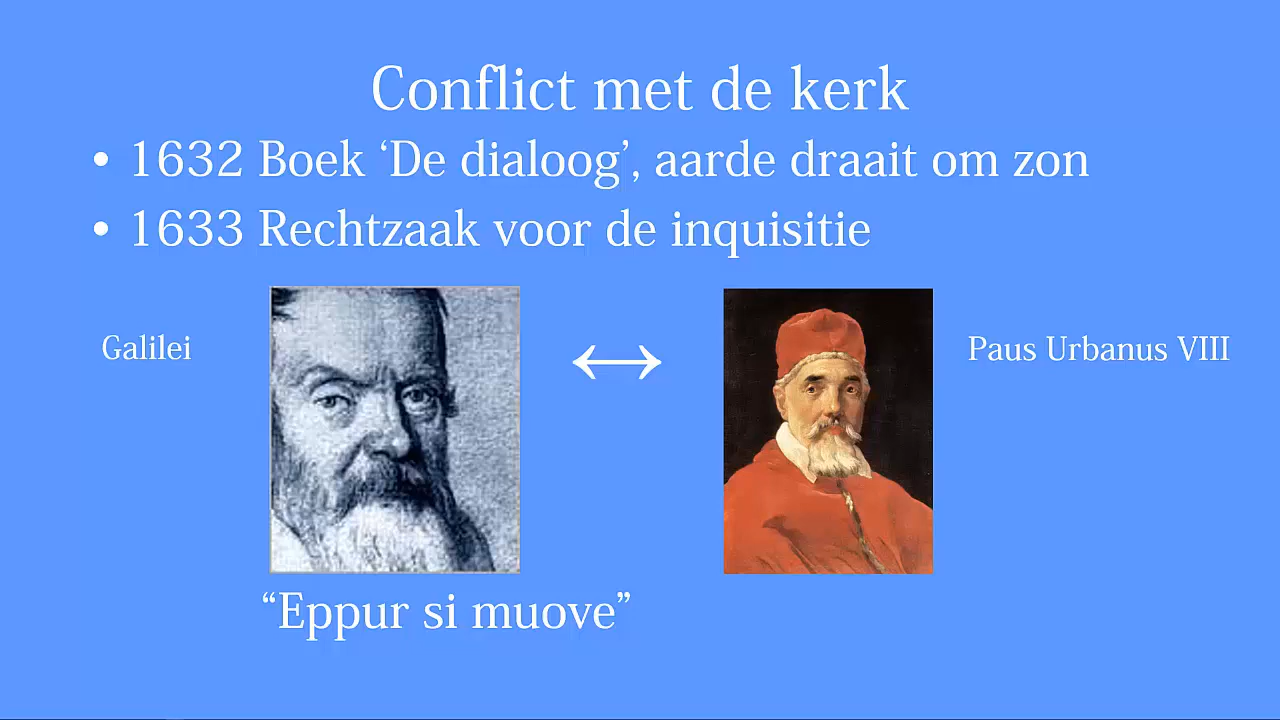 Conflict met de kerk
• 1632 Boek ‘De dialoog’, aarde draait om zon
• 1633 Rechtzaak voor de inquisitie
Galilei
Paus Urbanus VIII
“Eppur si muove”